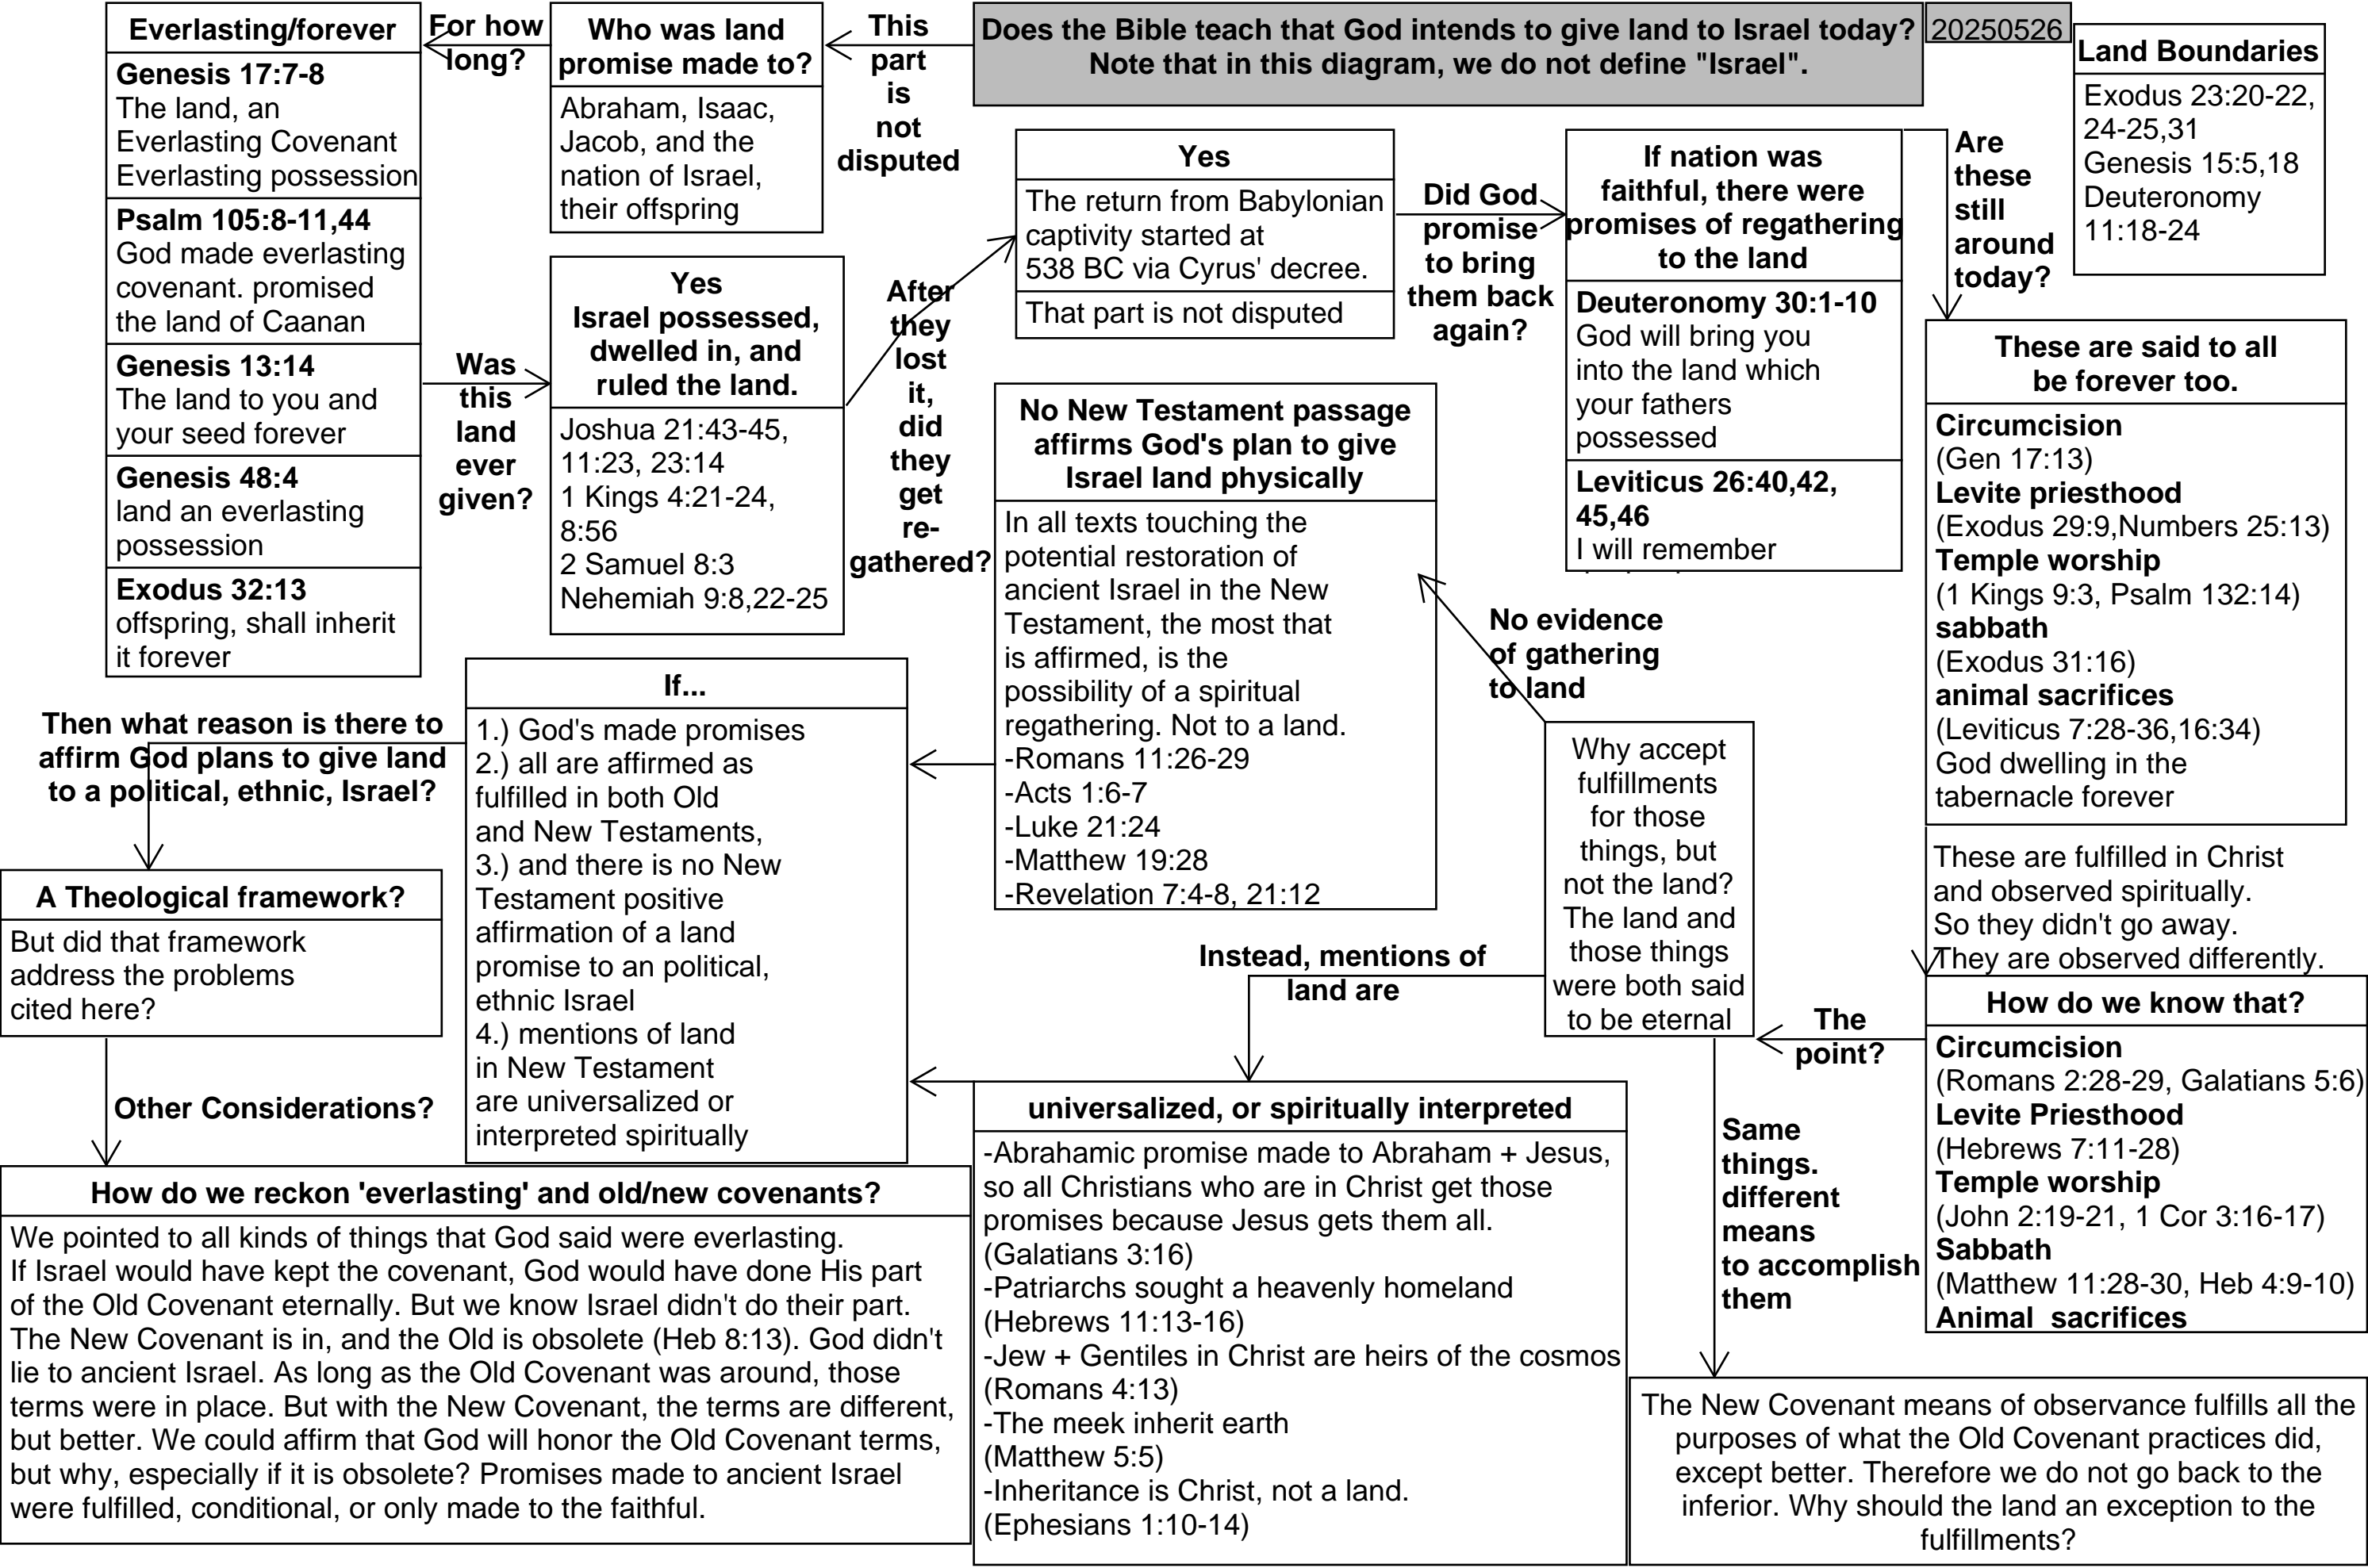 Does the Bible teach that God intends to give land to Israel today?
Note that in this diagram, we do not define "Israel".
20250526
Land Boundaries
Exodus 23:20-22,
24-25,31
Genesis 15:5,18
Deuteronomy
11:18-24
This
part
is
not
disputed
Who was land
promise made to?
Abraham, Isaac,
Jacob, and the
nation of Israel,
their offspring
For how
long?
Everlasting/forever
Genesis 17:7-8
The land, an
Everlasting Covenant
Everlasting possession
Psalm 105:8-11,44
God made everlasting
covenant. promised
the land of Caanan
Genesis 13:14
The land to you and
your seed forever
Genesis 48:4
land an everlasting
possession
Exodus 32:13
offspring, shall inherit
it forever
Was
this
land
ever
given?
Yes
Israel possessed,
dwelled in, and
ruled the land.
Joshua 21:43-45,
11:23, 23:14
1 Kings 4:21-24,
8:56
2 Samuel 8:3
Nehemiah 9:8,22-25
After
they
lost
it,
did
they
get
re-
gathered?
Yes
The return from Babylonian
captivity started at
538 BC via Cyrus' decree.
That part is not disputed
Did God
promise
to bring
them back
again?
If nation was
faithful, there were
promises of regathering
to the land
Deuteronomy 30:1-10
God will bring you
into the land which
your fathers
possessed
Leviticus 26:40,42,
45,46
I will remember
Are
these
still
around
today?
These are said to all
be forever too.
Circumcision
(Gen 17:13)
Levite priesthood
(Exodus 29:9,Numbers 25:13)
Temple worship
(1 Kings 9:3, Psalm 132:14)
sabbath
(Exodus 31:16)
animal sacrifices
(Leviticus 7:28-36,16:34)
God dwelling in the
tabernacle forever
These are fulfilled in Christ
and observed spiritually.
So they didn't go away.
They are observed differently.
How do we know that?
Circumcision
(Romans 2:28-29, Galatians 5:6)
Levite Priesthood
(Hebrews 7:11-28)
Temple worship
(John 2:19-21, 1 Cor 3:16-17)
Sabbath
(Matthew 11:28-30, Heb 4:9-10)
Animal  sacrifices
The
point?
Why accept
fulfillments
for those
things, but
not the land?
The land and
those things
were both said
to be eternal
Same
things.
different
means
to accomplish
them
The New Covenant means of observance fulfills all the
purposes of what the Old Covenant practices did,
except better. Therefore we do not go back to the
inferior. Why should the land an exception to the
fulfillments?
No evidence
of gathering
to land
No New Testament passage
affirms God's plan to give
Israel land physically
In all texts touching the
potential restoration of
ancient Israel in the New
Testament, the most that
is affirmed, is the
possibility of a spiritual
regathering. Not to a land.
-Romans 11:26-29
-Acts 1:6-7
-Luke 21:24
-Matthew 19:28
-Revelation 7:4-8, 21:12
Instead, mentions of
land are
universalized, or spiritually interpreted
-Abrahamic promise made to Abraham + Jesus,
so all Christians who are in Christ get those
promises because Jesus gets them all.
(Galatians 3:16)
-Patriarchs sought a heavenly homeland
(Hebrews 11:13-16)
-Jew + Gentiles in Christ are heirs of the cosmos
(Romans 4:13)
-The meek inherit earth
(Matthew 5:5)
-Inheritance is Christ, not a land.
(Ephesians 1:10-14)
If...
1.) God's made promises
2.) all are affirmed as
fulfilled in both Old
and New Testaments,
3.) and there is no New
Testament positive
affirmation of a land
promise to an political,
ethnic Israel
4.) mentions of land
in New Testament
are universalized or
interpreted spiritually
Then what reason is there to
affirm God plans to give land
to a political, ethnic, Israel?
A Theological framework?
But did that framework
address the problems
cited here?
Other Considerations?
How do we reckon 'everlasting' and old/new covenants?
We pointed to all kinds of things that God said were everlasting.
If Israel would have kept the covenant, God would have done His part
of the Old Covenant eternally. But we know Israel didn't do their part.
The New Covenant is in, and the Old is obsolete (Heb 8:13). God didn't
lie to ancient Israel. As long as the Old Covenant was around, those
terms were in place. But with the New Covenant, the terms are different,
but better. We could affirm that God will honor the Old Covenant terms,
but why, especially if it is obsolete? Promises made to ancient Israel
were fulfilled, conditional, or only made to the faithful.